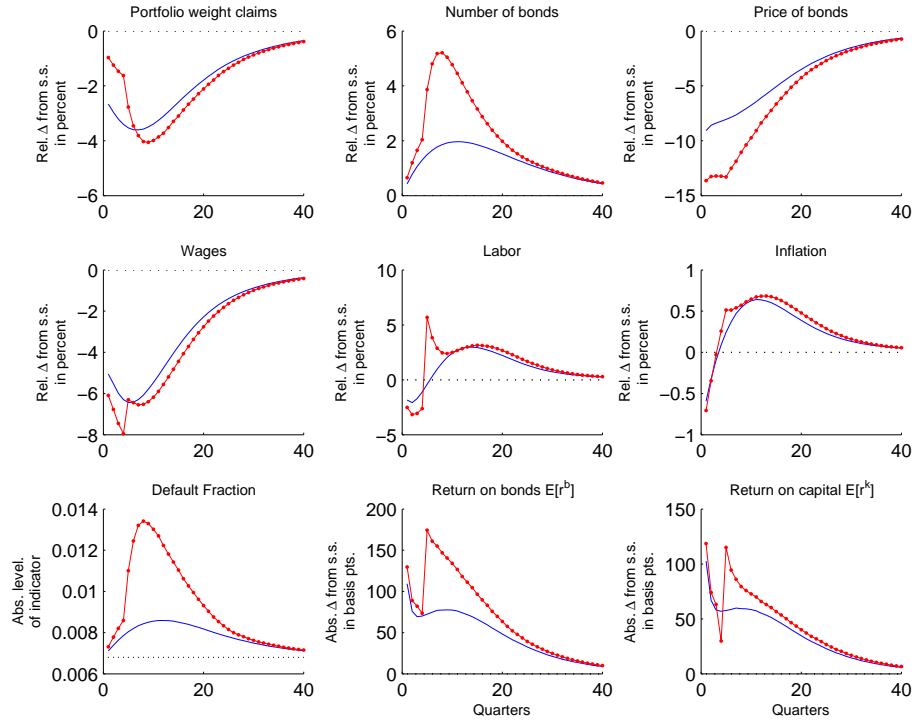 Portfolio weight claims
Number of bonds
Price of bonds
Rel. Δ from s.s.
in percent
0
−2
−4
−6
0
20
40
Rel. Δ from s.s.
in percent
6
4
2
0
0
20
40
Rel. Δ from s.s.
in percent
0
−5
−10
−15
0
20
40
Wages
Labor
Inflation
Rel. Δ from s.s.
in percent
0
−2
−4
−6
−8
0
20
40
Rel. Δ from s.s.
in percent
10
5
0
−5
0
20
40
Rel. Δ from s.s.
in percent
1
0.5
0
−0.5
−1
0
20
40
Default Fraction
Return on bonds E[r^b]
Return on capital E[r^k]
Abs. level.
of indicator
0.014
0.012
0.01
0.008
0.006
0
20
40
Abs. Δ from s.s.
in basis pts.
200
150
100
50
0
0
20
40
Quarters
Abs. Δ from s.s.
in basis pts.
150
100
50
0
0
20
40
Quarters